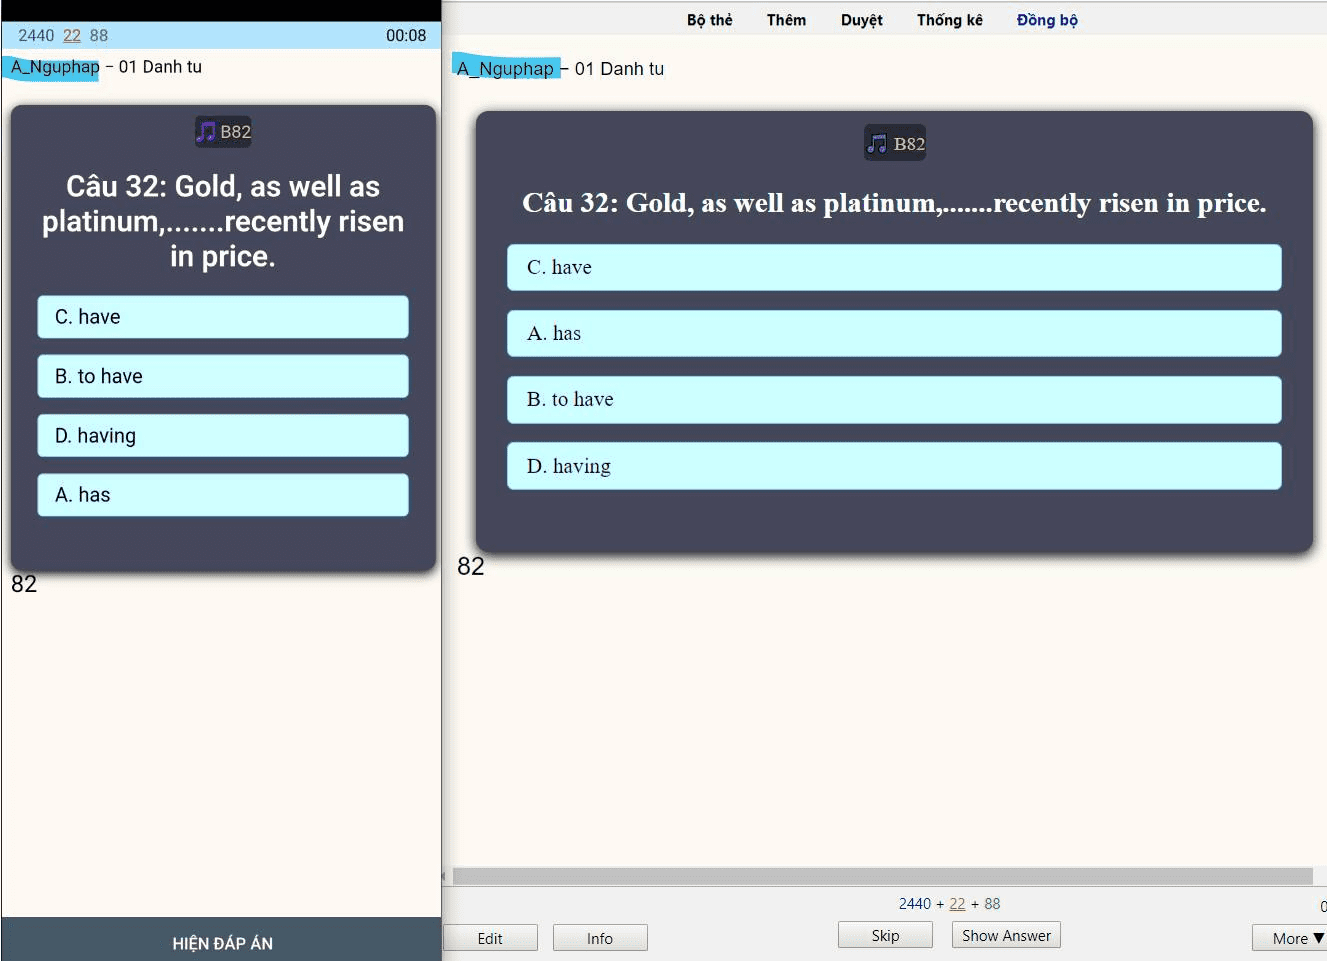 2440 22 88 00:08
A_Nguphap - 01 Danh tu
B82
Câu 32: Gold, as well as
platinum,.......recently risen
in price.
C. have
B. to have
D. having
A. has
82
HIỆN ĐÁP ÁN
Bộ thẻ Thêm Duyệt Thống kê Đồng bộ
A_Nguphap - 01 Danh tu
B82
Câu 32: Gold, as well as platinum,.......recently risen in price.
C. have
A. has
B. to have
D. having
82
2440 + 22 + 88
Edit Info Skip Show Answer More ▼